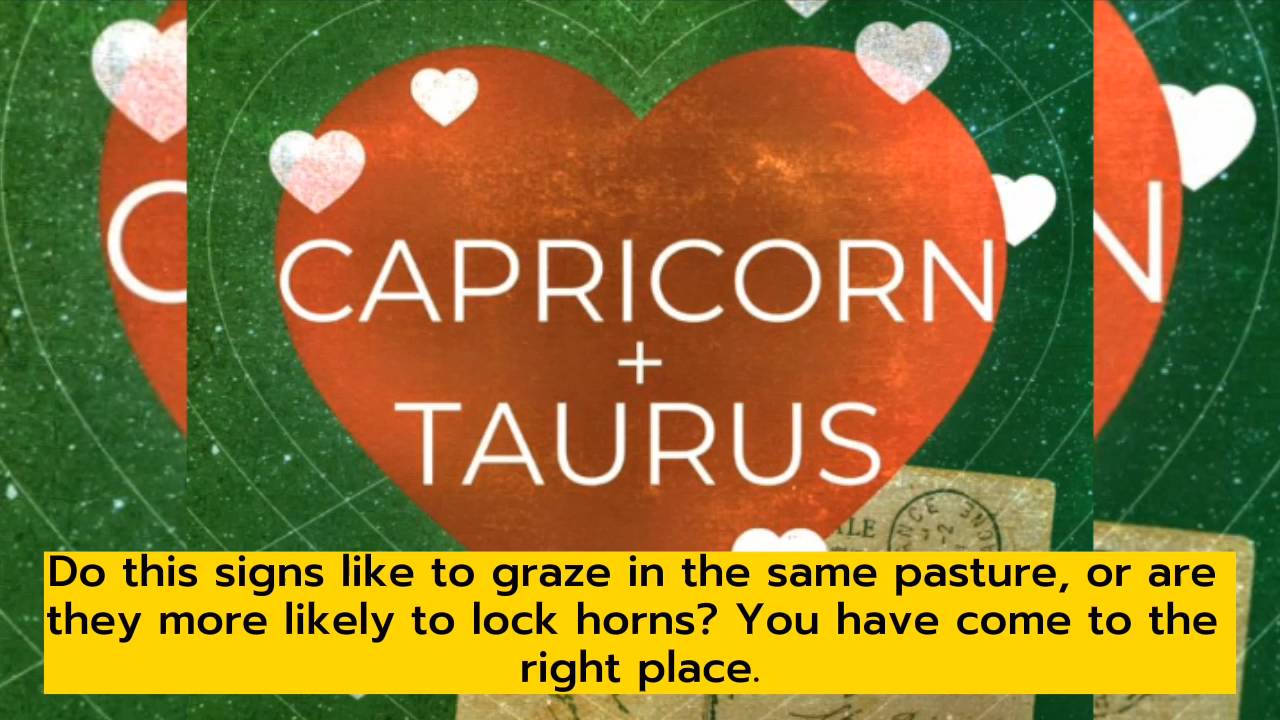 CAPRICORN
+
TAURUS
Do this signs like to graze in the same pasture, or are
they more likely to lock horns? You have come to the
right place.